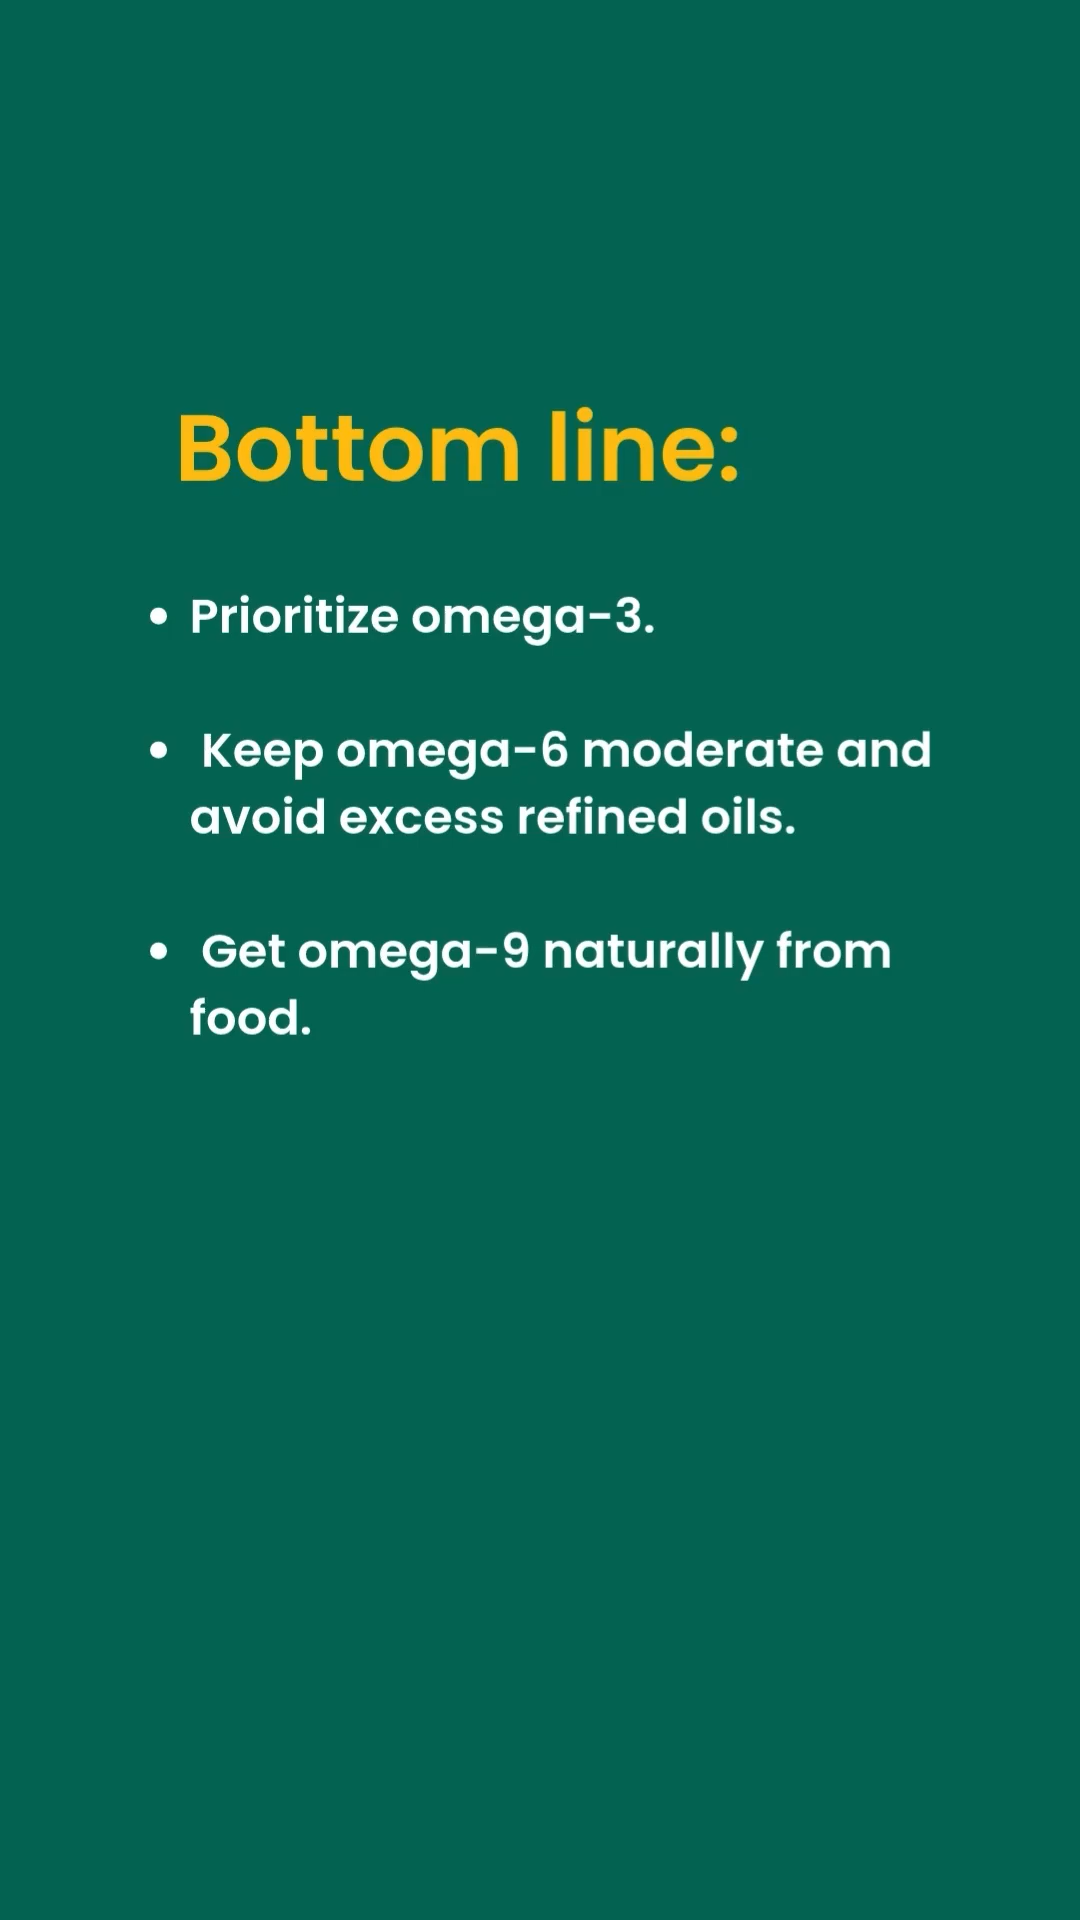 Bottom line:
• Prioritize omega-3.
• Keep omega-6 moderate and
avoid excess refined oils.
• Get omega-9 naturally from
food.